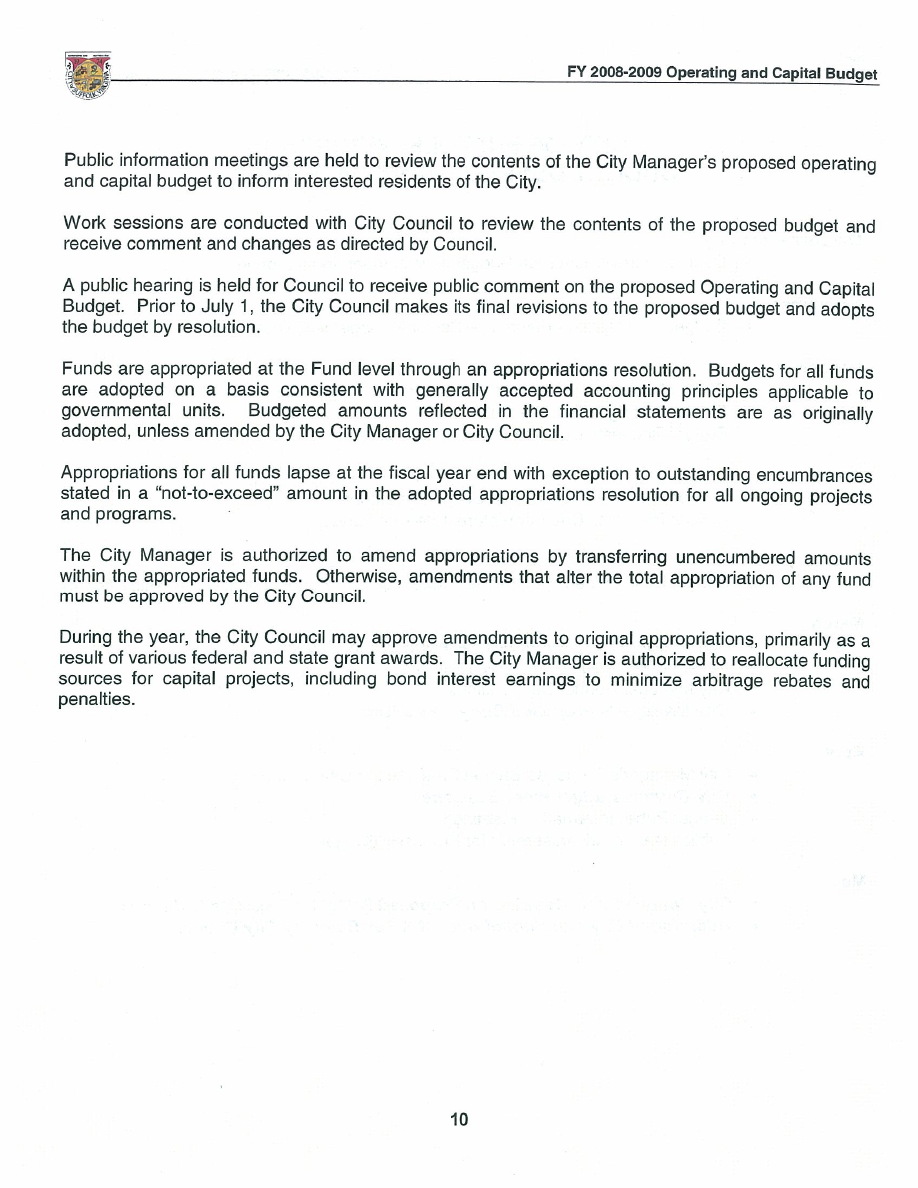 FY 2008-2009 Operating and Capital Budget
Public information meetings are held to review the contents of the City Manager's proposed operating
and capital budget to inform interested residents of the City.
Work sessions are conducted with City Council to review the contents of the proposed budget and
receive comment and changes as directed by Council.
A public hearing is held for Council to receive public comment on the proposed Operating and Capital
Budget. Prior to July 1, the City Council makes its final revisions to the proposed budget and adopts
the budget by resolution.
Funds are appropriated at the Fund level through an appropriations resolution. Budgets for all funds
are adopted on a basis consistent with generally accepted accounting principles applicable to
governmental units. Budgeted amounts reflected in the financial statements are as originally
adopted, unless amended by the City Manager or City Council.
Appropriations for all funds lapse at the fiscal year end with exception to outstanding encumbrances
stated in a “not-to-exceed” amount in the adopted appropriations resolution for all ongoing projects
and programs.
The City Manager is authorized to amend appropriations by transferring unencumbered amounts
within the appropriated funds. Otherwise, amendments that alter the total appropriation of any fund
must be approved by the City Council.
During the year, the City Council may approve amendments to original appropriations, primarily as a
result of various federal and state grant awards. The City Manager is authorized to reallocate funding
sources for capital projects, including bond interest earnings to minimize arbitrage rebates and
penalties.
10